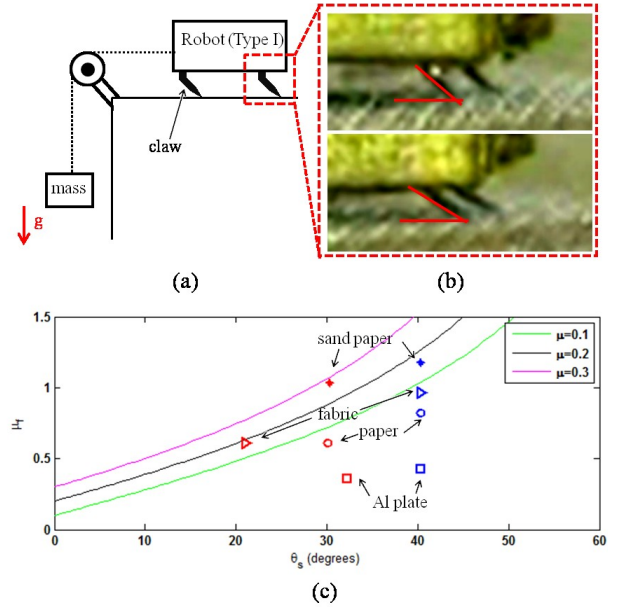 Robot (Type I)
claw
mass
g
(a)
(b)
1.5
1
0.5
0
μf
sand paper
fabric
paper
Al plate
μ=0.1
μ=0.2
μ=0.3
0
10
20
30
40
50
60
θs (degrees)
(c)